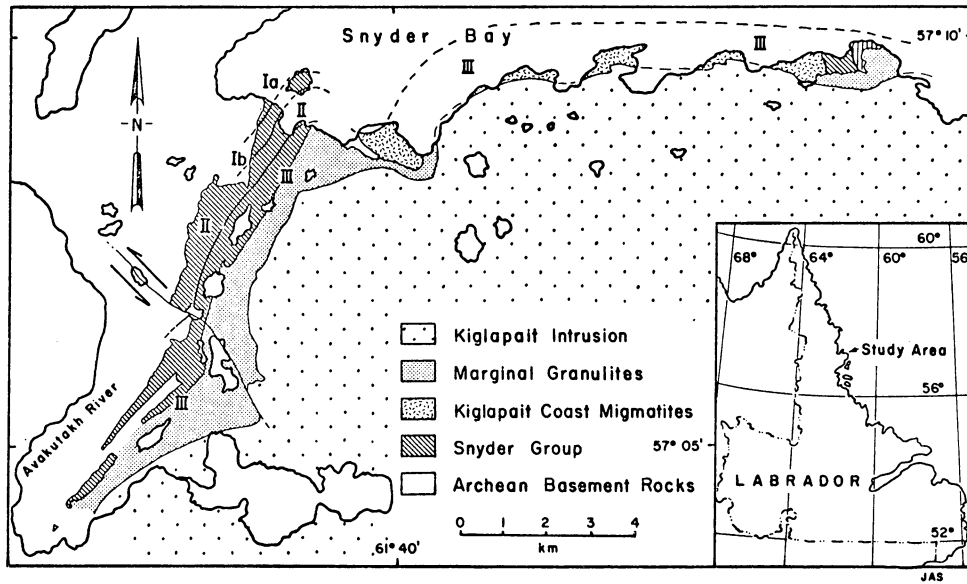 Snyder Bay
57° 10'
III
III
Ia
II
N
Ib
III
II
III
Avakutakh River
61° 40'
57° 05'
Kiglapait Intrusion
Marginal Granulites
Kiglapait Coast Migmatites
Snyder Group
Archean Basement Rocks
0 1 2 3 4
km
60°
68° 64° 60° 56
Study Area
56°
LABRADOR
52°
JAS